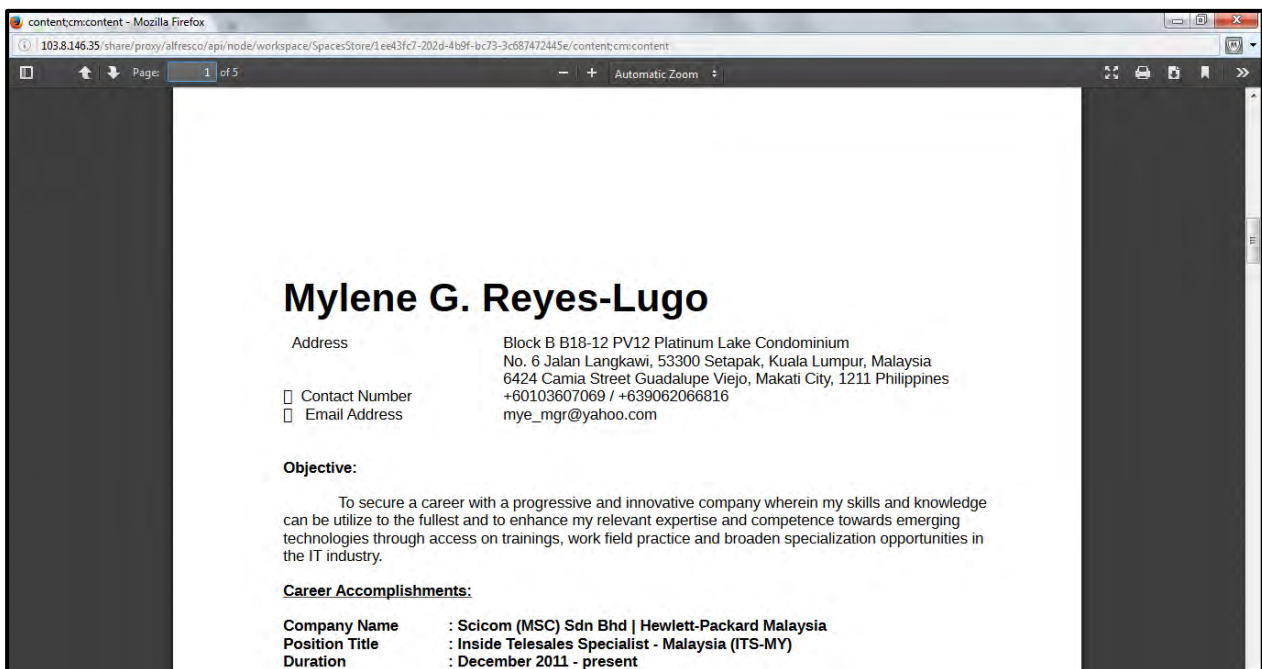 content;cm:content - Mozilla Firefox
103.8.146.35/share/proxy/alfresco/api/node/workspace/SpacesStore/1ee43fc7-202d-4b9f-bc73-3c687472445e/content;cm:content
Page: 1 of 5 − + Automatic Zoom
Mylene G. Reyes-Lugo
Address Block B B18-12 PV12 Platinum Lake Condominium
No. 6 Jalan Langkawi, 53300 Setapak, Kuala Lumpur, Malaysia
6424 Camia Street Guadalupe Viejo, Makati City, 1211 Philippines
Contact Number +60103607069 / +639062066816
Email Address mye_mgr@yahoo.com
Objective:
To secure a career with a progressive and innovative company wherein my skills and knowledge
can be utilize to the fullest and to enhance my relevant expertise and competence towards emerging
technologies through access on trainings, work field practice and broaden specialization opportunities in
the IT industry.
Career Accomplishments:
Company Name : Scicom (MSC) Sdn Bhd | Hewlett-Packard Malaysia
Position Title : Inside Telesales Specialist - Malaysia (ITS-MY)
Duration : December 2011 - present